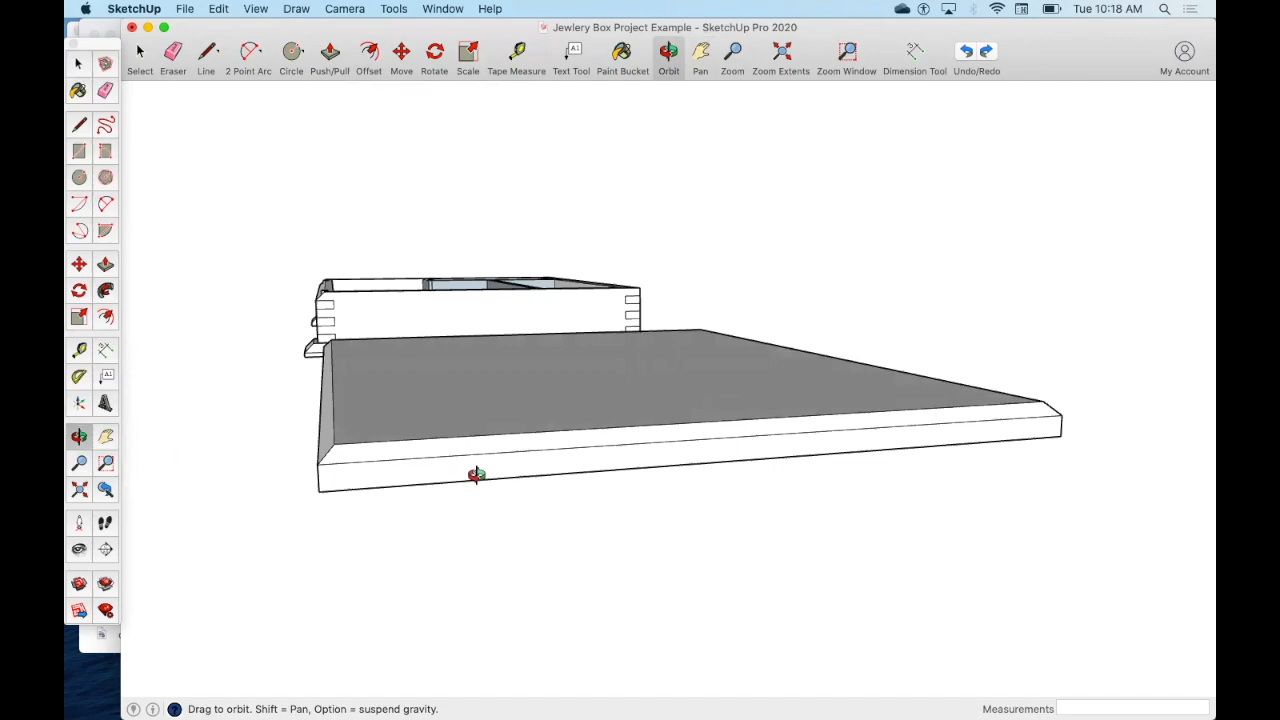 SketchUp File Edit View Draw Camera Tools Window Help Tue 10:18 AM
Jewlery Box Project Example - SketchUp Pro 2020
Select Eraser Line 2 Point Arc Circle Push/Pull Offset Move Rotate Scale Tape Measure Text Tool Paint Bucket Orbit Pan Zoom Zoom Extents Zoom Window Dimension Tool Undo/Redo My Account
Drag to orbit. Shift = Pan, Option = suspend gravity. Measurements